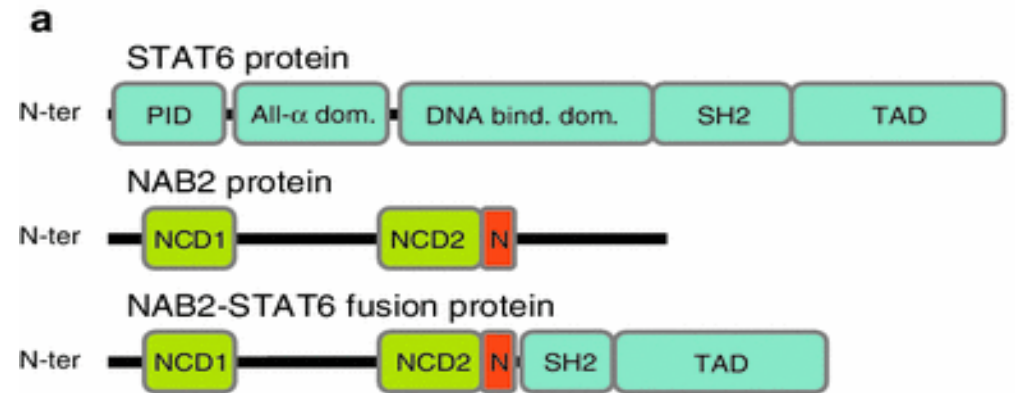 a
STAT6 protein
N-ter PID All-α dom. DNA bind. dom. SH2 TAD
NAB2 protein
N-ter NCD1 NCD2 N
NAB2-STAT6 fusion protein
N-ter NCD1 NCD2 N SH2 TAD